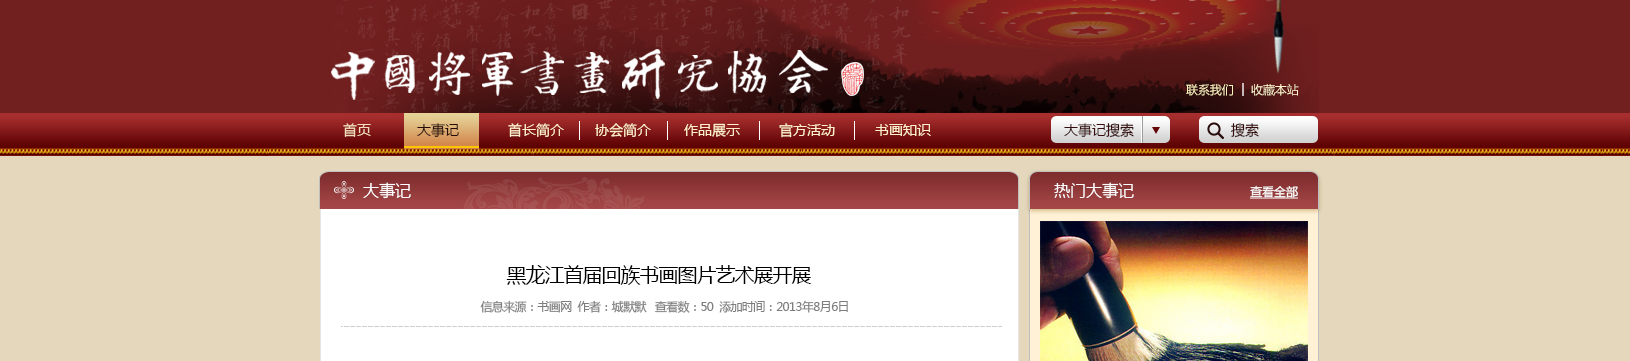 中國将軍書畫研究協会
联系我们 | 收藏本站
首页 大事记 首长简介 协会简介 作品展示 官方活动 书画知识 大事记搜索 搜索
大事记
热门大事记 查看全部
黑龙江首届回族书画图片艺术展开展
信息来源：书画网 作者：城默默 查看数：50 添加时间：2013年8月6日